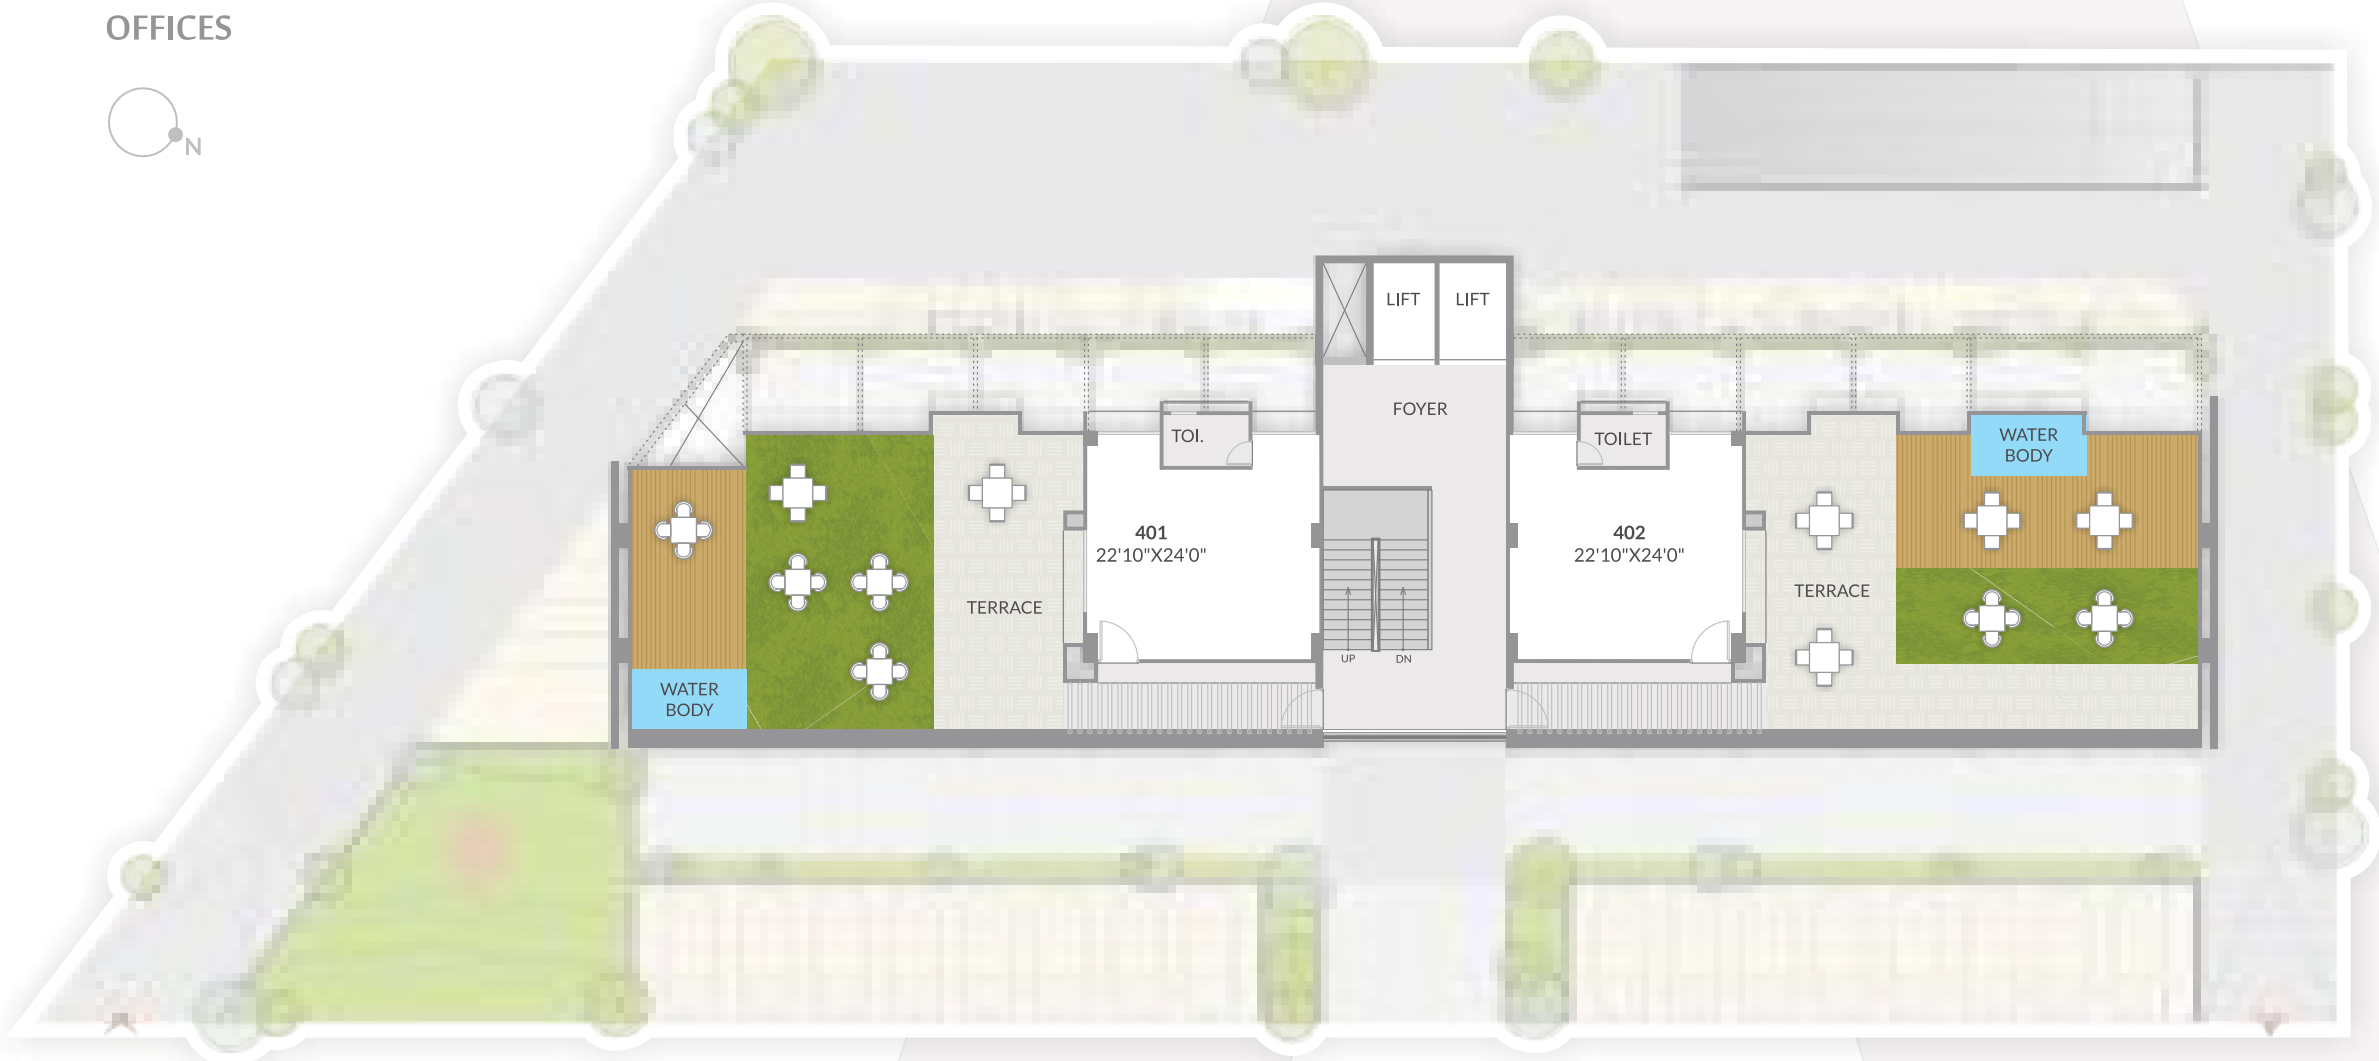 OFFICES
N
LIFT
LIFT
FOYER
TOI.
TOILET
WATER
BODY
401
22'10"X24'0"
402
22'10"X24'0"
TERRACE
TERRACE
UP
DN
WATER
BODY